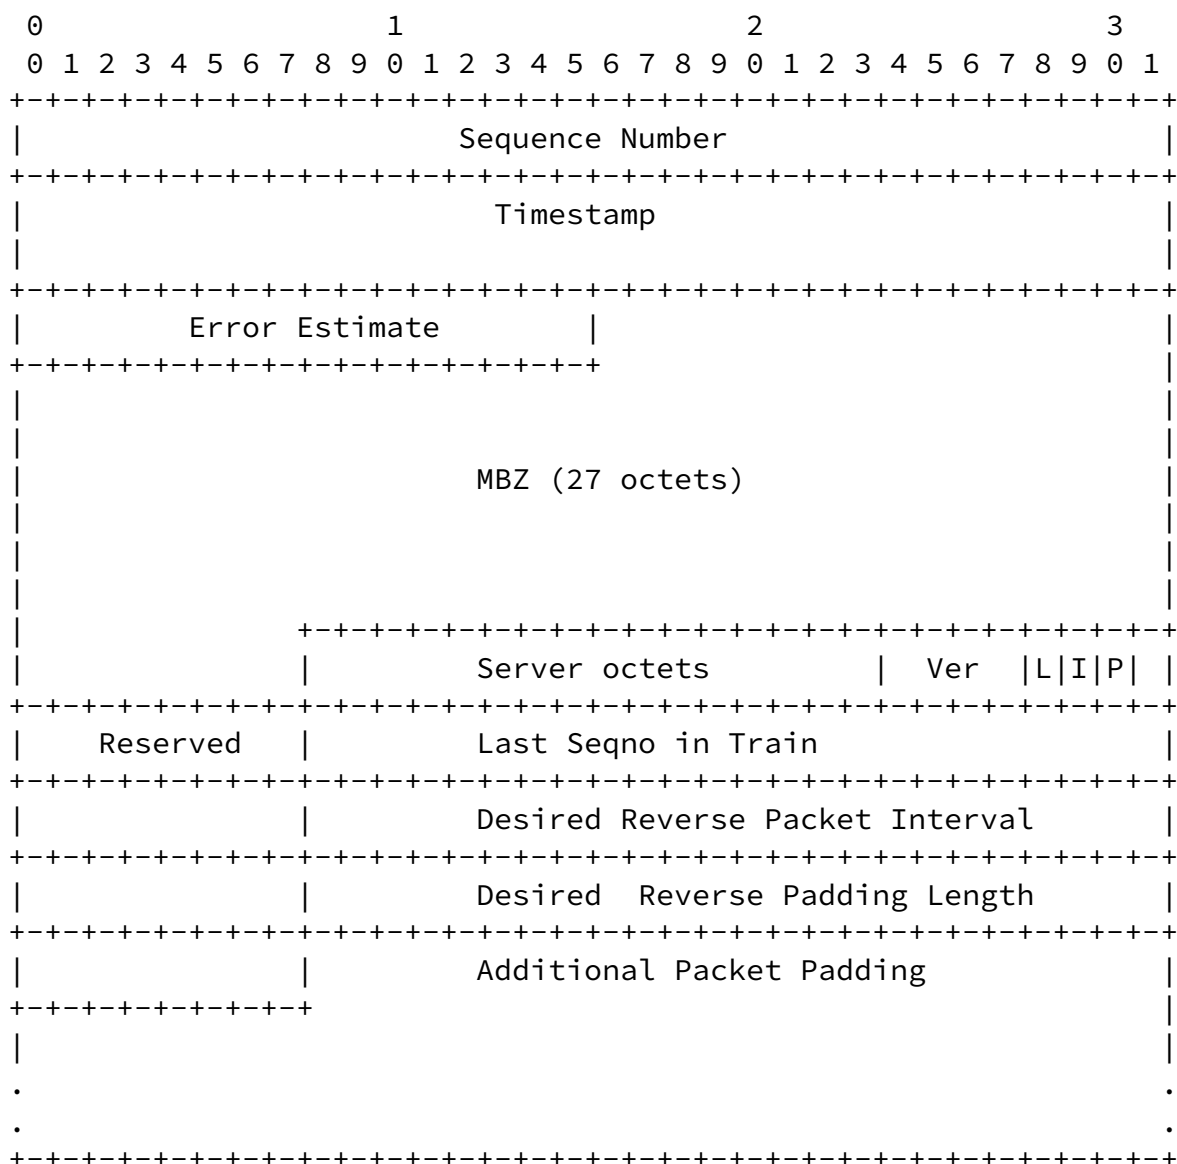 0                   1                   2                   3
 0 1 2 3 4 5 6 7 8 9 0 1 2 3 4 5 6 7 8 9 0 1 2 3 4 5 6 7 8 9 0 1
+-+-+-+-+-+-+-+-+-+-+-+-+-+-+-+-+-+-+-+-+-+-+-+-+-+-+-+-+-+-+-+-+
|                        Sequence Number                        |
+-+-+-+-+-+-+-+-+-+-+-+-+-+-+-+-+-+-+-+-+-+-+-+-+-+-+-+-+-+-+-+-+
|                          Timestamp                            |
|                                                               |
+-+-+-+-+-+-+-+-+-+-+-+-+-+-+-+-+-+-+-+-+-+-+-+-+-+-+-+-+-+-+-+-+
|         Error Estimate        |                               |
+-+-+-+-+-+-+-+-+-+-+-+-+-+-+-+-+                               |
|                                                               |
|                                                               |
|                         MBZ (27 octets)                       |
|                                                               |
|                                                               |
|                                                               |
|               +-+-+-+-+-+-+-+-+-+-+-+-+-+-+-+-+-+-+-+-+-+-+-+-+
|               |         Server octets         |  Ver  |L|I|P| |
+-+-+-+-+-+-+-+-+-+-+-+-+-+-+-+-+-+-+-+-+-+-+-+-+-+-+-+-+-+-+-+-+
|    Reserved   |         Last Seqno in Train                   |
+-+-+-+-+-+-+-+-+-+-+-+-+-+-+-+-+-+-+-+-+-+-+-+-+-+-+-+-+-+-+-+-+
|               |         Desired Reverse Packet Interval       |
+-+-+-+-+-+-+-+-+-+-+-+-+-+-+-+-+-+-+-+-+-+-+-+-+-+-+-+-+-+-+-+-+
|               |         Desired  Reverse Padding Length       |
+-+-+-+-+-+-+-+-+-+-+-+-+-+-+-+-+-+-+-+-+-+-+-+-+-+-+-+-+-+-+-+-+
|               |         Additional Packet Padding             |
+-+-+-+-+-+-+-+-+                                               |
|                                                               |
.                                                               .
.                                                               .
+-+-+-+-+-+-+-+-+-+-+-+-+-+-+-+-+-+-+-+-+-+-+-+-+-+-+-+-+-+-+-+-+